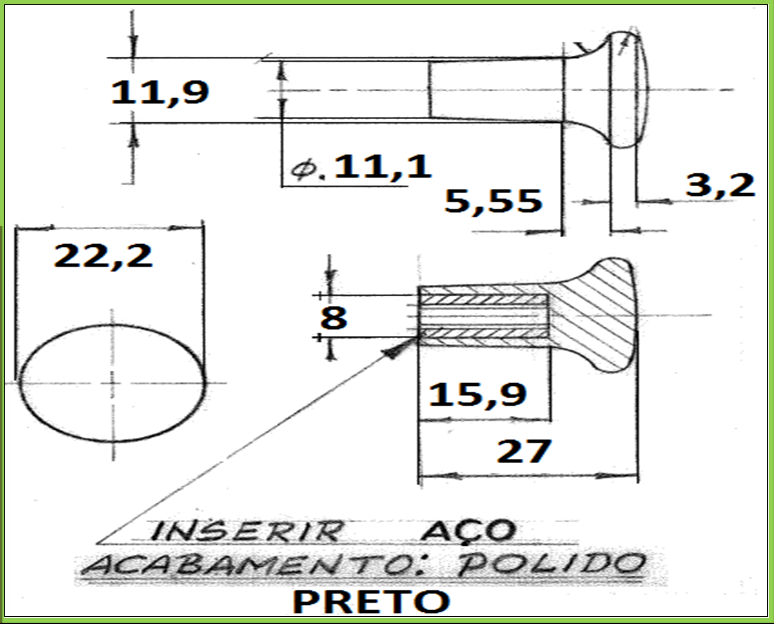 11,9
φ. 11,1
5,55
3,2
22,2
8
15,9
27
INSERIR AÇO
ACABAMENTO: POLIDO
PRETO